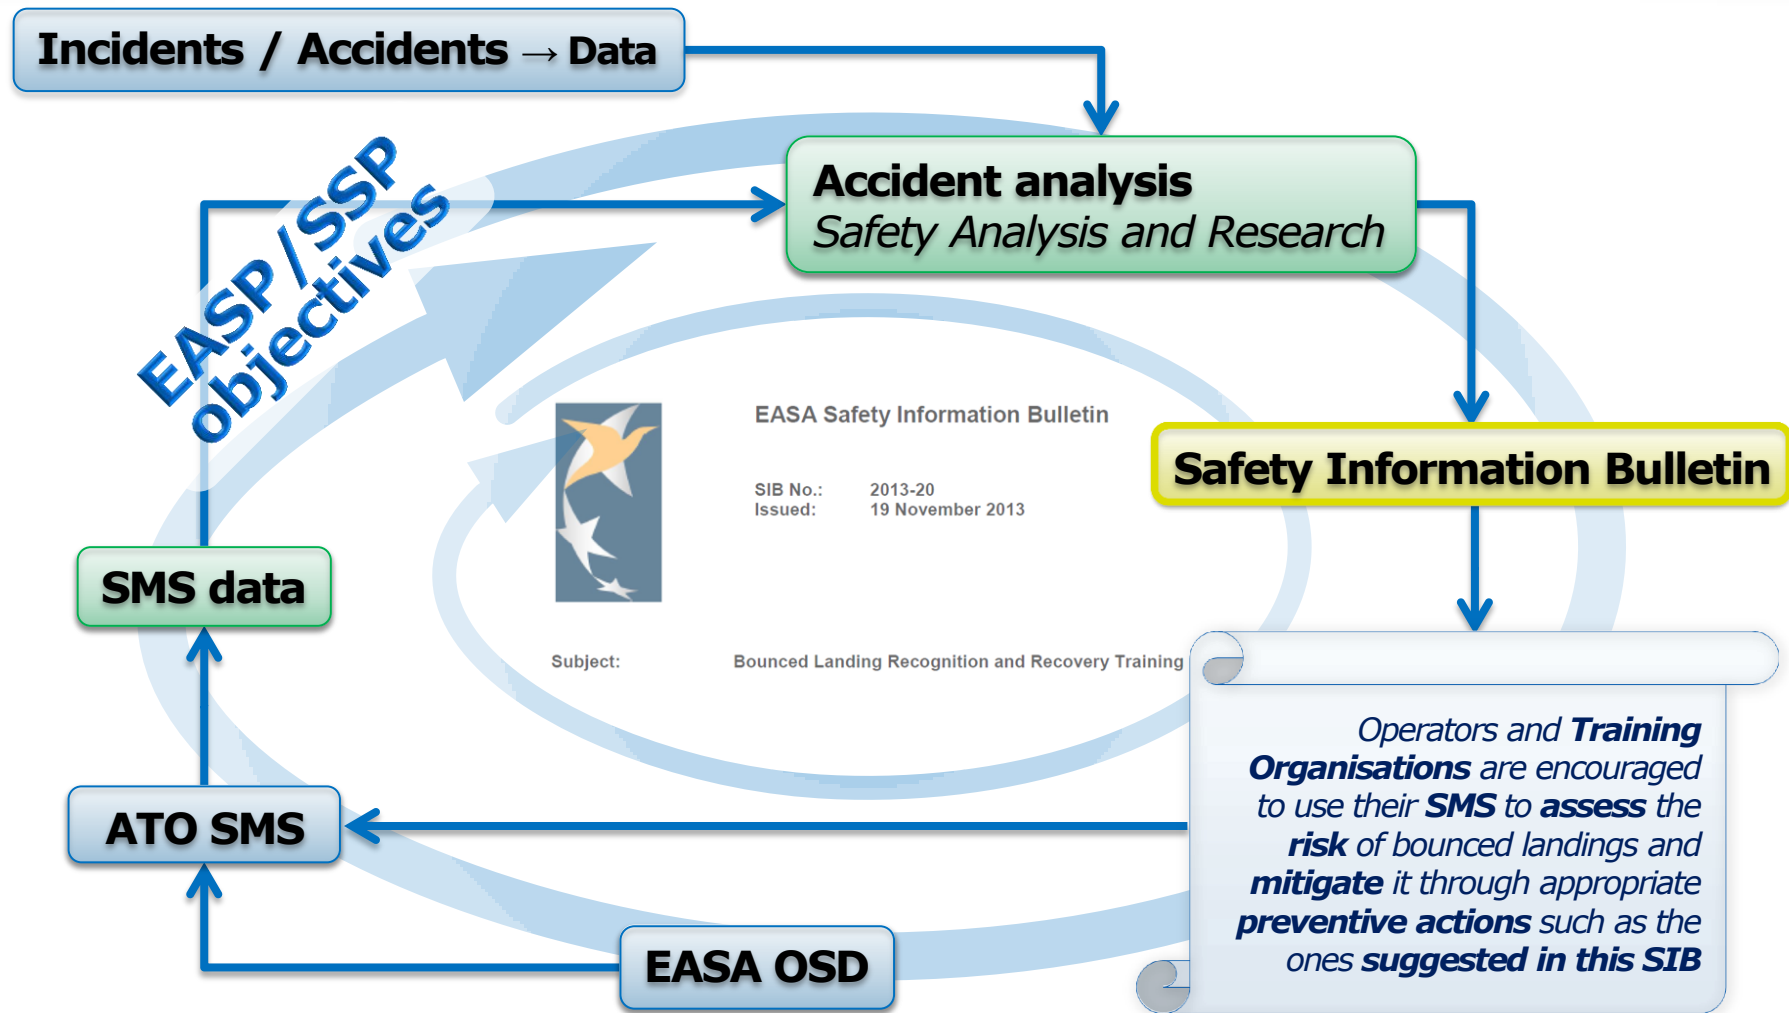 Incidents / Accidents → Data
EASP / SSP
objectives
Accident analysis
Safety Analysis and Research
EASA Safety Information Bulletin
SIB No.: 2013-20
Issued: 19 November 2013
Safety Information Bulletin
SMS data
Subject: Bounced Landing Recognition and Recovery Training
Operators and Training
Organisations are encouraged
to use their SMS to assess the
risk of bounced landings and
mitigate it through appropriate
preventive actions such as the
ones suggested in this SIB
ATO SMS
EASA OSD